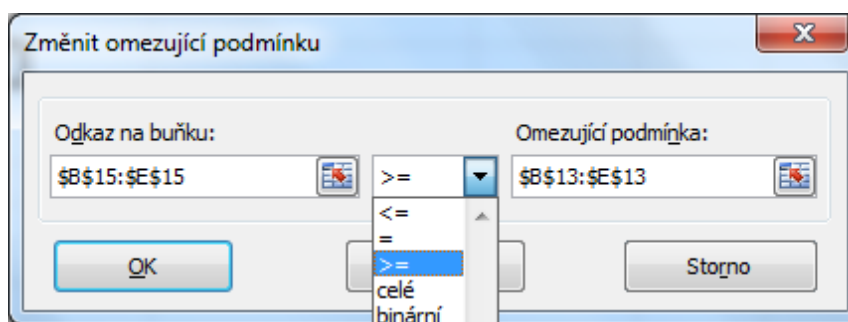 Změnit omezující podmínku
Odkaz na buňku:
Omezující podmínka:
$B$15:$E$15
>=
$B$13:$E$13
<=
=
>=
celé
binární
OK
Storno